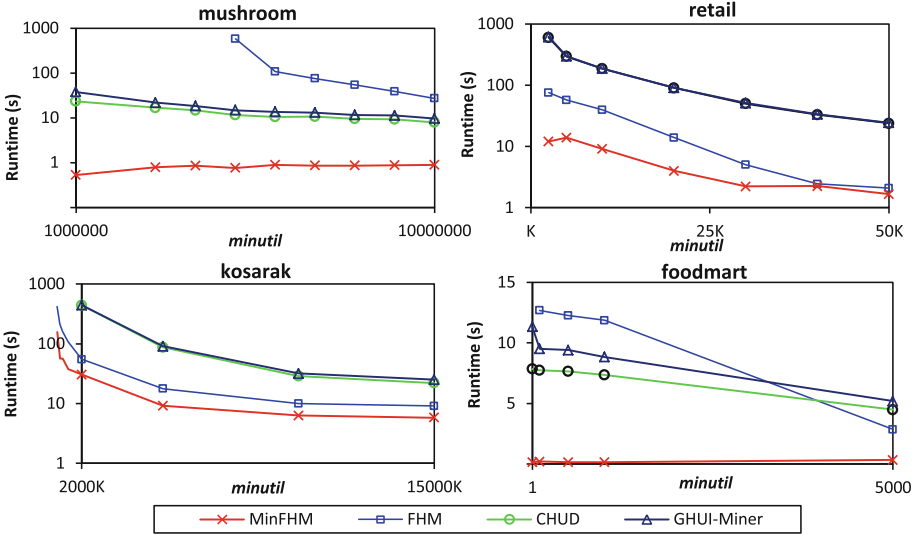 mushroom
Runtime (s)
1000
100
10
1
1000000
10000000
minutil
retail
Runtime (s)
1000
100
10
1
K
25K
50K
minutil
kosarak
Runtime (s)
1000
100
10
1
2000K
15000K
minutil
foodmart
Runtime (s)
15
10
5
1
5000
minutil
MinFHM FHM CHUD GHUI-Miner